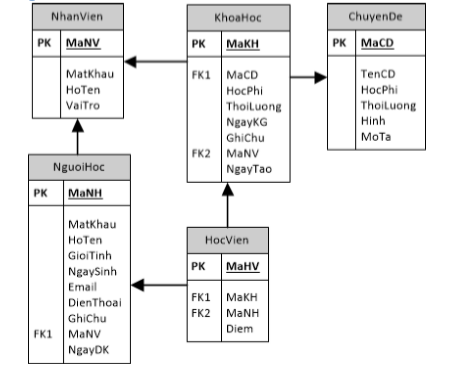 NhanVien
PK MaNV
MatKhau
HoTen
VaiTro
KhoaHoc
PK MaKH
FK1 MaCD
HocPhi
ThoiLuong
NgayKG
GhiChu
FK2 MaNV
NgayTao
ChuyenDe
PK MaCD
TenCD
HocPhi
ThoiLuong
Hinh
MoTa
NguoiHoc
PK MaNH
MatKhau
HoTen
GioiTinh
NgaySinh
Email
DienThoai
GhiChu
FK1 MaNV
NgayDK
HocVien
PK MaHV
FK1 MaKH
FK2 MaNH
Diem